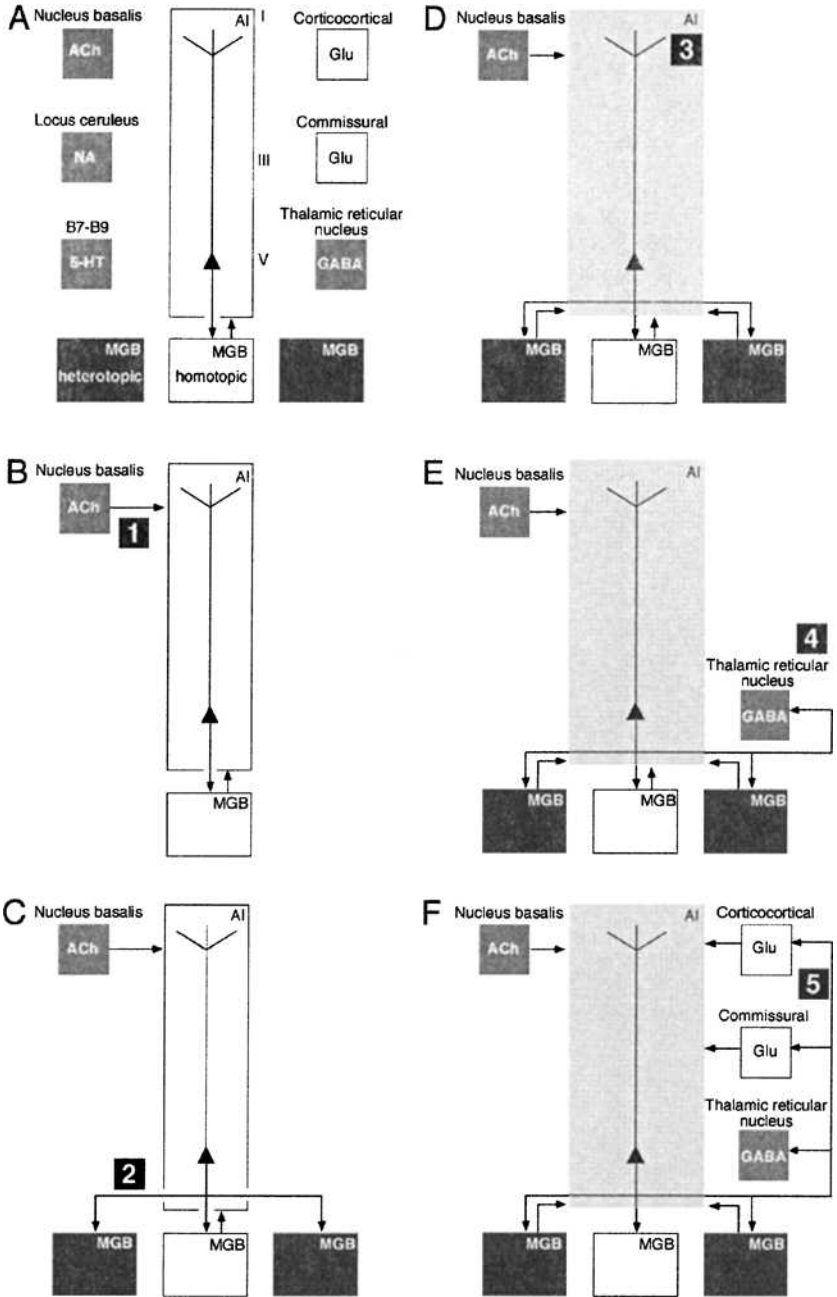 A
Nucleus basalis
ACh
AI
I
Corticocortical
Glu
Locus ceruleus
NA
III
Commissural
Glu
B7-B9
5-HT
V
Thalamic reticular
nucleus
GABA
MGB
heterotopic
MGB
homotopic
MGB
B
Nucleus basalis
ACh
1
AI
MGB
C
Nucleus basalis
ACh
AI
2
MGB
MGB
MGB
D
Nucleus basalis
ACh
AI
3
MGB
MGB
MGB
E
Nucleus basalis
ACh
AI
4
Thalamic reticular
nucleus
GABA
MGB
MGB
MGB
F
Nucleus basalis
ACh
AI
Corticocortical
Glu
5
Commissural
Glu
Thalamic reticular
nucleus
GABA
MGB
MGB
MGB